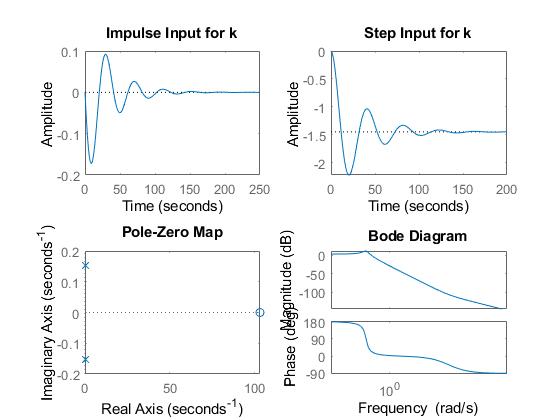 Impulse Input for k
0.1
0
-0.1
-0.2
0 50 100 150 200 250
Amplitude
Time (seconds)
Step Input for k
0
-0.5
-1
-1.5
-2
0 50 100 150 200
Amplitude
Time (seconds)
Pole-Zero Map
0.2
0.1
0
-0.1
-0.2
0 50 100
Imaginary Axis (seconds⁻¹)
Real Axis (seconds⁻¹)
Bode Diagram
0
-50
-100
Magnitude (dB)
180
90
0
-90
Phase (deg)
10⁰
Frequency (rad/s)